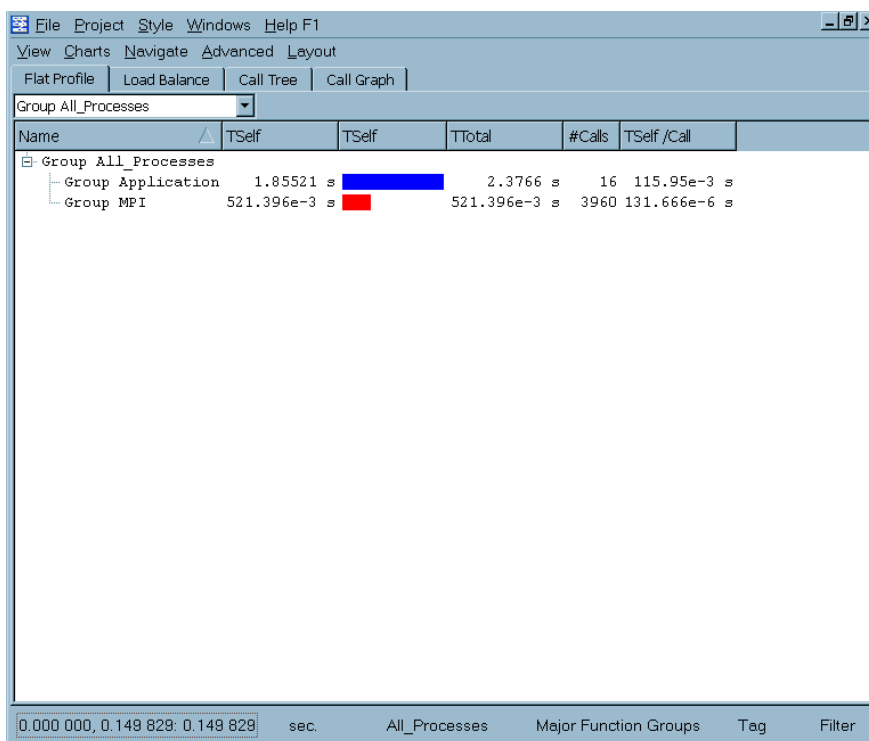 File Project Style Windows Help F1
View Charts Navigate Advanced Layout
Flat Profile Load Balance Call Tree Call Graph
Group All_Processes
Name TSelf TSelf TTotal #Calls TSelf /Call
Group All_Processes
Group Application 1.85521 s 2.3766 s 16 115.95e-3 s
Group MPI 521.396e-3 s 521.396e-3 s 3960 131.666e-6 s
0.000 000, 0.149 829: 0.149 829 sec. All_Processes Major Function Groups Tag Filter